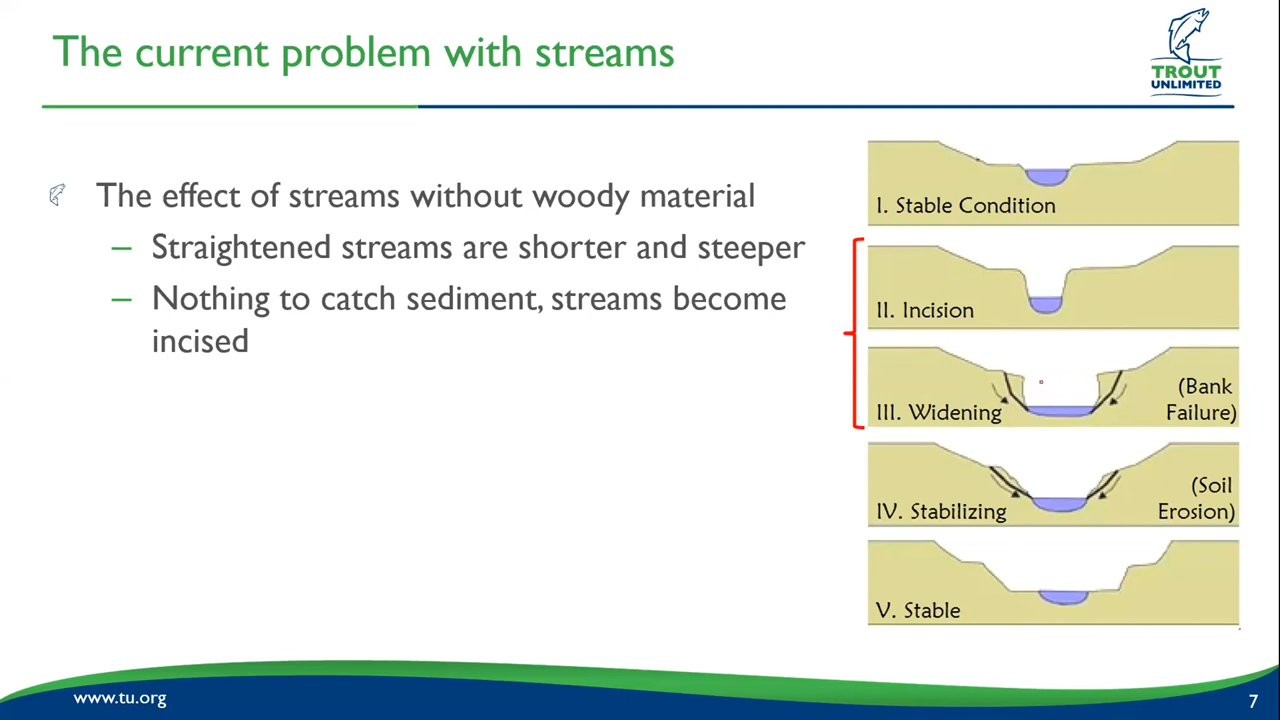 The current problem with streams
TROUT
UNLIMITED
The effect of streams without woody material
– Straightened streams are shorter and steeper
– Nothing to catch sediment, streams become
incised
I. Stable Condition
II. Incision
III. Widening
(Bank
Failure)
IV. Stabilizing
(Soil
Erosion)
V. Stable
www.tu.org
7